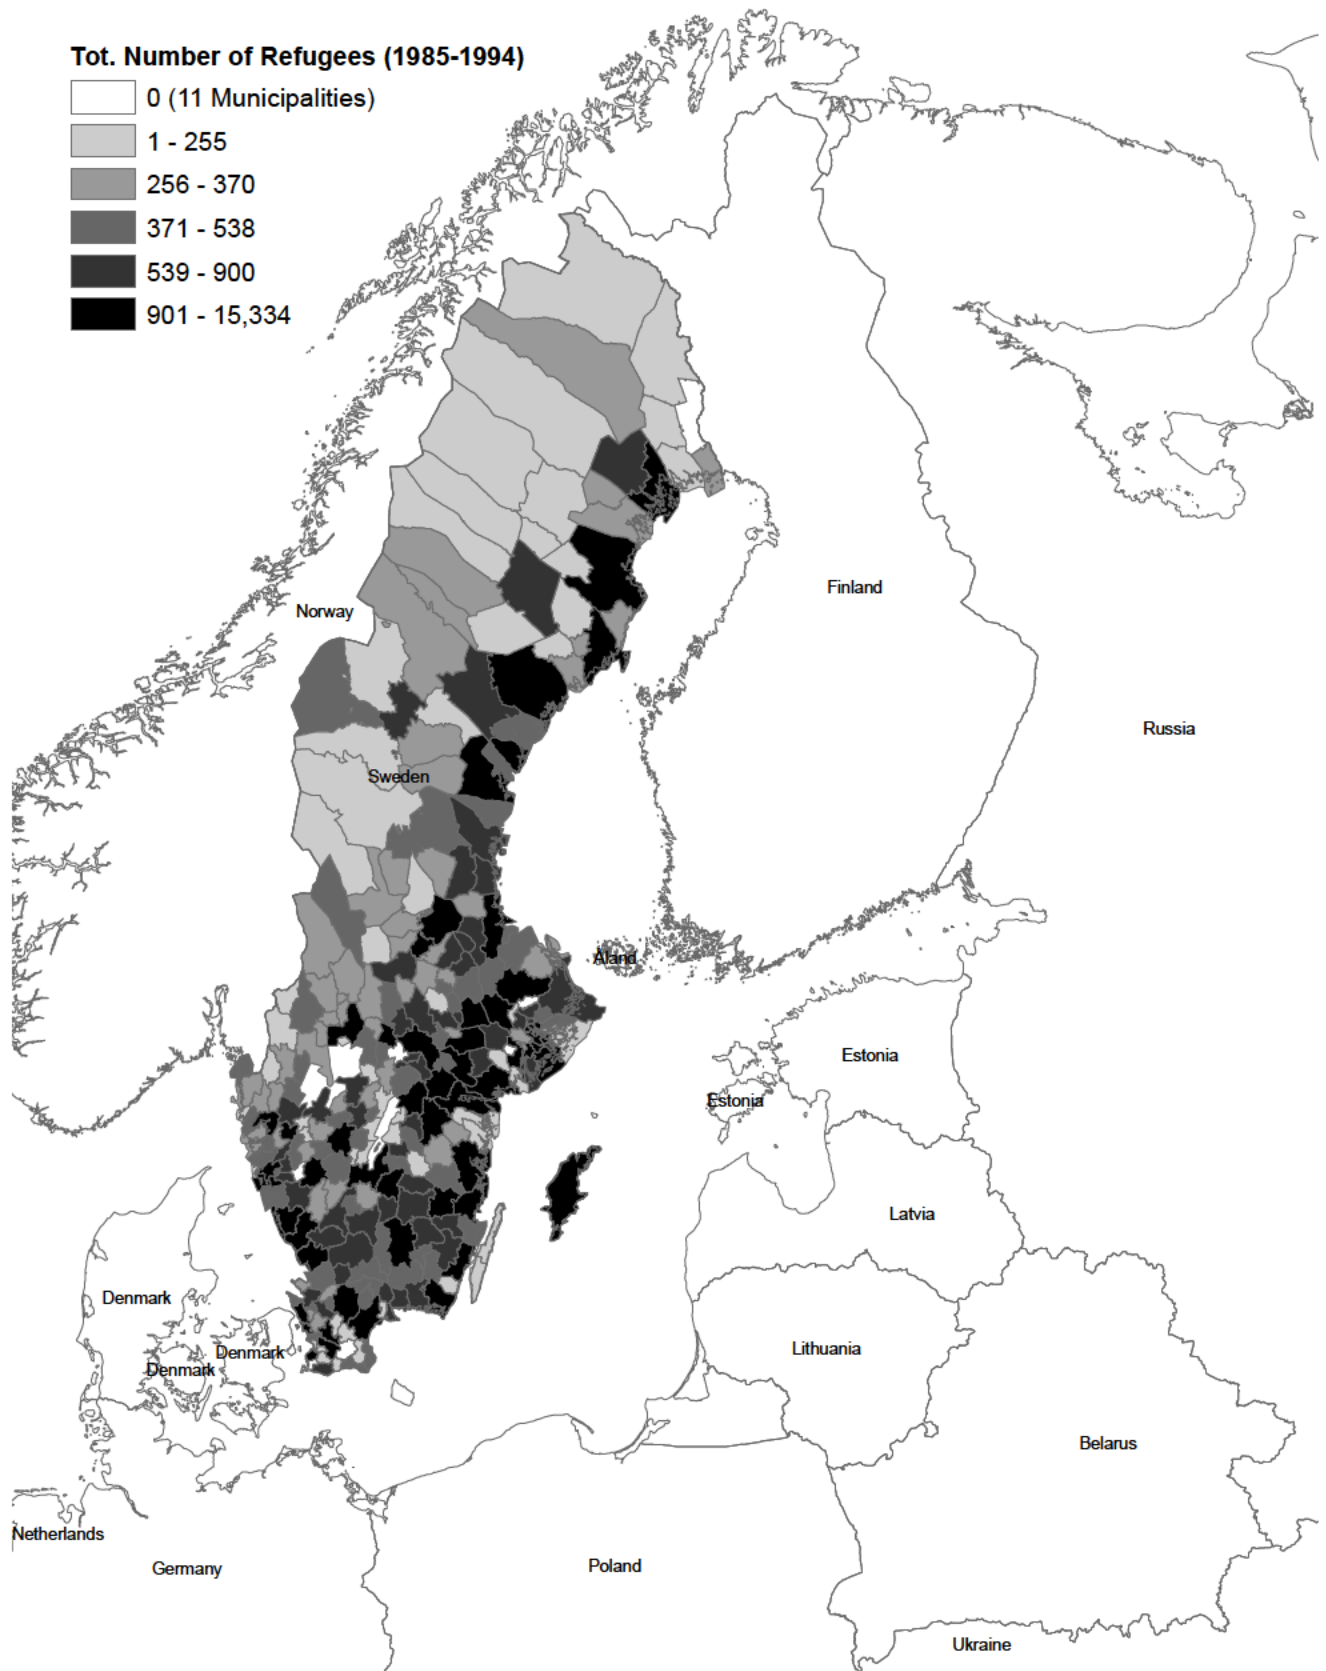 Tot. Number of Refugees (1985-1994)
0 (11 Municipalities)
1 - 255
256 - 370
371 - 538
539 - 900
901 - 15,334
Finland
Norway
Russia
Sweden
Åland
Estonia
Estonia
Latvia
Denmark
Lithuania
Denmark
Denmark
Belarus
Netherlands
Germany
Poland
Ukraine